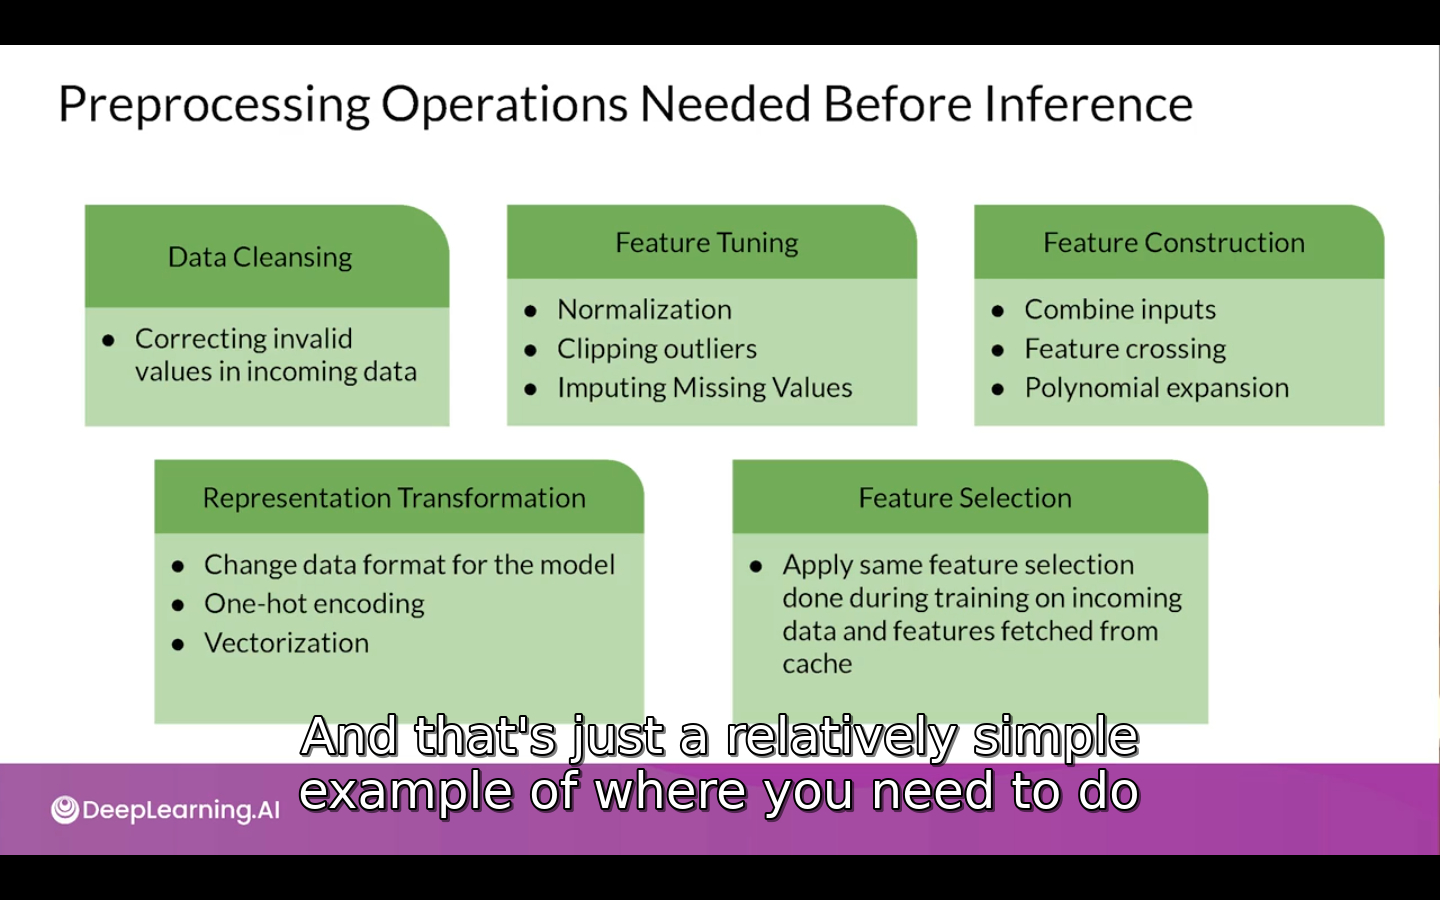 Preprocessing Operations Needed Before Inference
Data Cleansing
● Correcting invalid
values in incoming data
Feature Tuning
● Normalization
● Clipping outliers
● Imputing Missing Values
Feature Construction
● Combine inputs
● Feature crossing
● Polynomial expansion
Representation Transformation
● Change data format for the model
● One-hot encoding
● Vectorization
Feature Selection
● Apply same feature selection
done during training on incoming
data and features fetched from
cache
And that's just a relatively simple
example of where you need to do
DeepLearning.AI